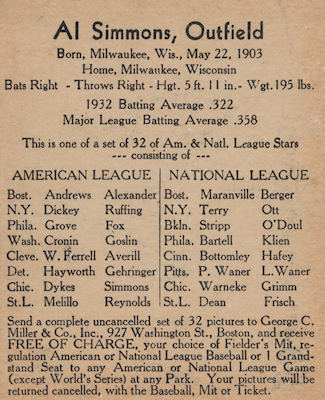 Al Simmons, Outfield
Born, Milwaukee, Wis., May 22, 1903
Home, Milwaukee, Wisconsin
Bats Right - Throws Right - Hgt. 5 ft. 11 in. - Wgt. 195 lbs.
1932 Batting Average .322
Major League Batting Average .358
This is one of a set of 32 of Am. & Natl. League Stars
--- consisting of ---
AMERICAN LEAGUE NATIONAL LEAGUE
Bost. Andrews Alexander Bost. Maranville Berger
N.Y. Dickey Ruffing N.Y. Terry Ott
Phila. Grove Fox Bkln. Stripp O'Doul
Wash. Cronin Goslin Phila. Bartell Klien
Cleve. W. Ferrell Averill Cinn. Bottomley Hafey
Det. Hayworth Gehringer Pitts. P. Waner L. Waner
Chic. Dykes Simmons Chic. Warneke Grimm
St.L. Melillo Reynolds St.L. Dean Frisch
Send a complete uncancelled set of 32 pictures to George C.
Miller & Co., Inc., 927 Washington St., Boston, and receive
FREE OF CHARGE, your choice of Fielder's Mit, re-
gulation American or National League Baseball or 1 Grand-
stand Seat to any American or National League Game
(except World's Series) at any Park. Your pictures will be
returned cancelled, with the Baseball, Mit or Ticket.